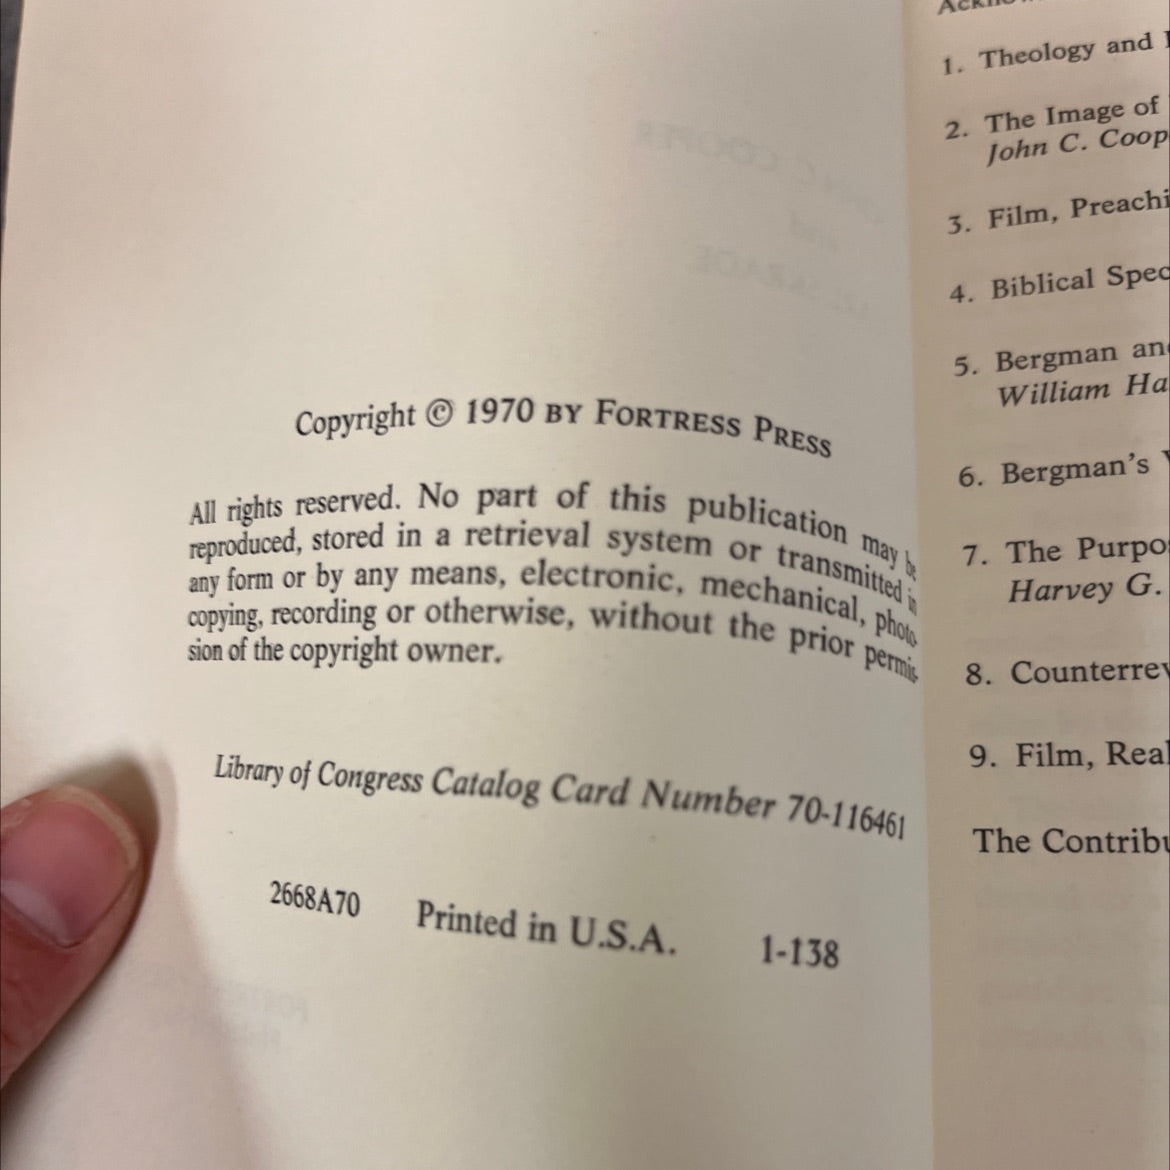 Copyright © 1970 BY FORTRESS PRESS
All rights reserved. No part of this publication may be
reproduced, stored in a retrieval system or transmitted in
any form or by any means, electronic, mechanical, photo-
copying, recording or otherwise, without the prior permis-
sion of the copyright owner.
Library of Congress Catalog Card Number 70-116461
2668A70 Printed in U.S.A. 1-138
1. Theology and
2. The Image of
John C. Coop
3. Film, Preachi
4. Biblical Spec
5. Bergman an
William Ha
6. Bergman's
7. The Purpo
Harvey G.
8. Counterrev
9. Film, Real
The Contribu